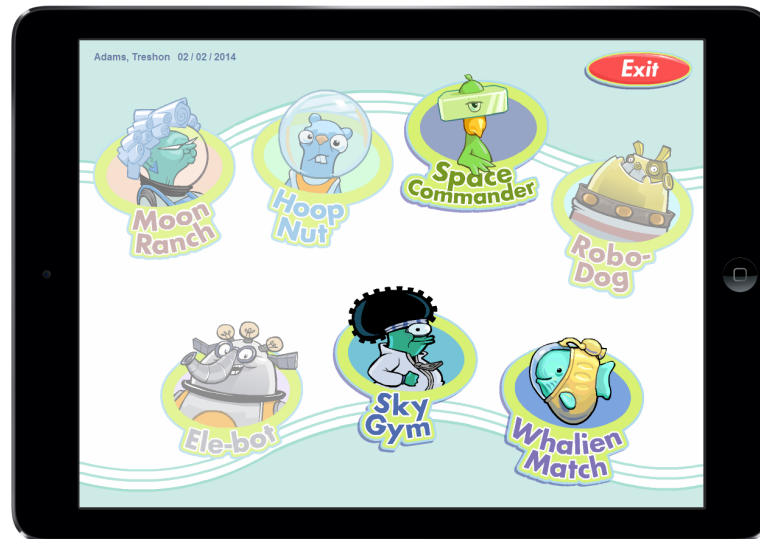 Adams, Treshon 02 / 02 / 2014
Exit
Moon
Ranch
Hoop
Nut
Space
Commander
Robo-
Dog
Ele-bot
Sky
Gym
Whalien
Match